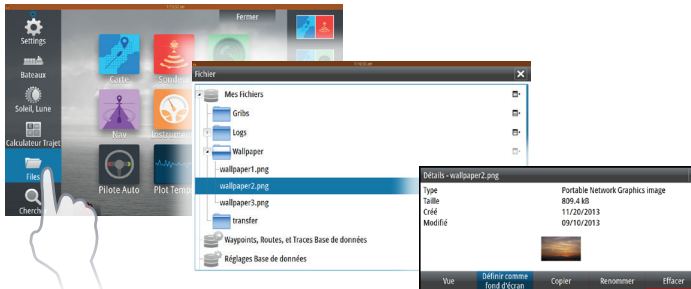 Fermer
Settings
Bateaux
Soleil, Lune
Calculateur Trajet
Files
Cherch
Carte
Sonde
Nav
Instrumen
Pilote Auto
Plot Temp
Fichier
Mes Fichiers
Gribs
Logs
Wallpaper
wallpaper1.png
wallpaper2.png
wallpaper3.png
transfer
Waypoints, Routes, et Traces Base de données
Réglages Base de données
Détails - wallpaper2.png
Type Portable Network Graphics image
Taille 809.4 kB
Créé 11/20/2013
Modifié 09/10/2013
Vue
Définir comme
fond d'écran
Copier
Renommer
Effacer